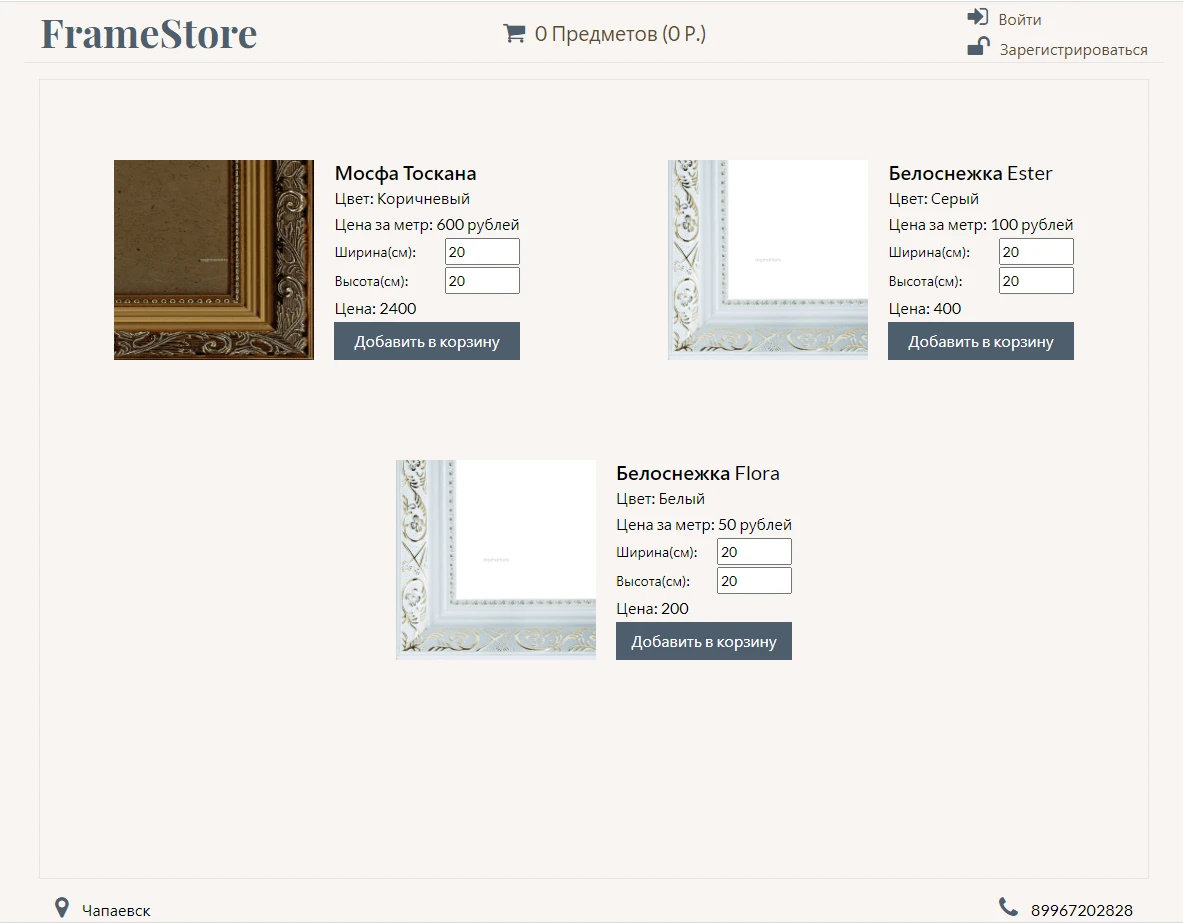 FrameStore
0 Предметов (0 Р.)
Войти
Зарегистрироваться
Мосфа Тоскана
Цвет: Коричневый
Цена за метр: 600 рублей
Ширина(см): 20
Высота(см): 20
Цена: 2400
Добавить в корзину
Белоснежка Ester
Цвет: Серый
Цена за метр: 100 рублей
Ширина(см): 20
Высота(см): 20
Цена: 400
Добавить в корзину
Белоснежка Flora
Цвет: Белый
Цена за метр: 50 рублей
Ширина(см): 20
Высота(см): 20
Цена: 200
Добавить в корзину
Чапаевск
89967202828